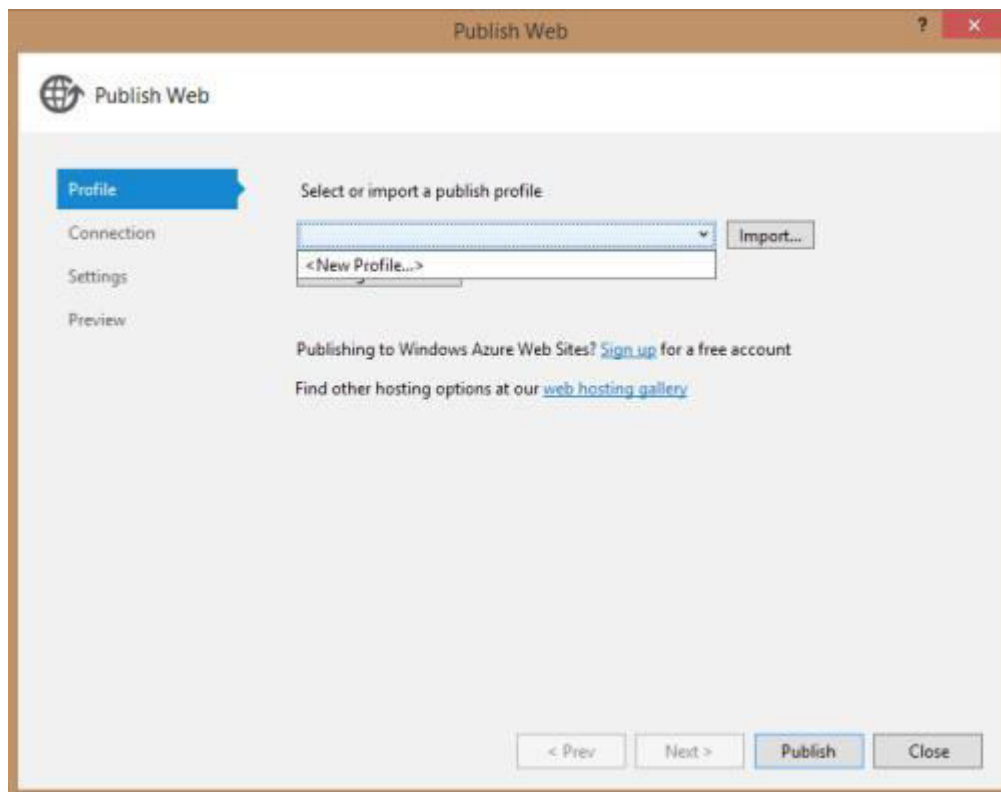 Publish Web
?
Publish Web
Profile
Select or import a publish profile
Connection
Import...
<New Profile...>
Settings
Preview
Publishing to Windows Azure Web Sites? Sign up for a free account
Find other hosting options at our web hosting gallery
< Prev
Next >
Publish
Close